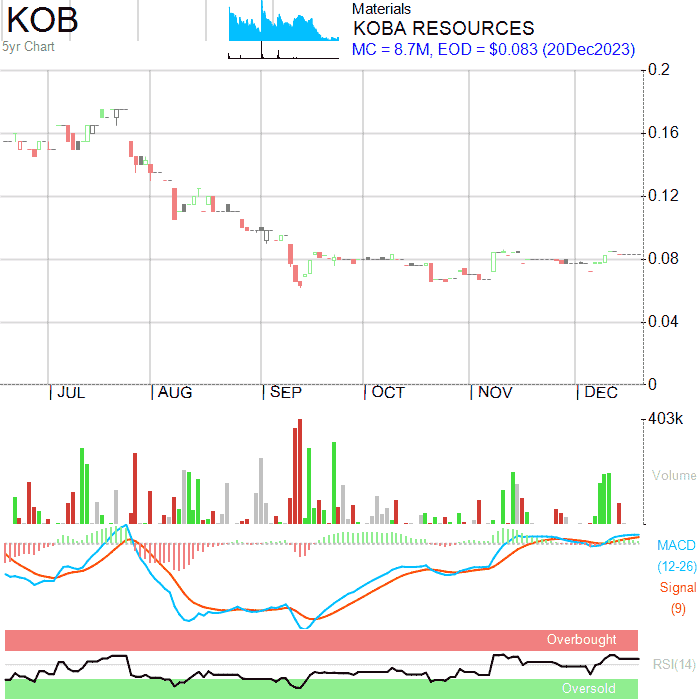 KOB
5yr Chart
Materials
KOBA RESOURCES
MC = 8.7M, EOD = $0.083 (20Dec2023)
0.2
0.16
0.12
0.08
0.04
0
JUL AUG SEP OCT NOV DEC
403k
Volume
MACD
(12-26)
Signal
(9)
Overbought
RSI(14)
Oversold